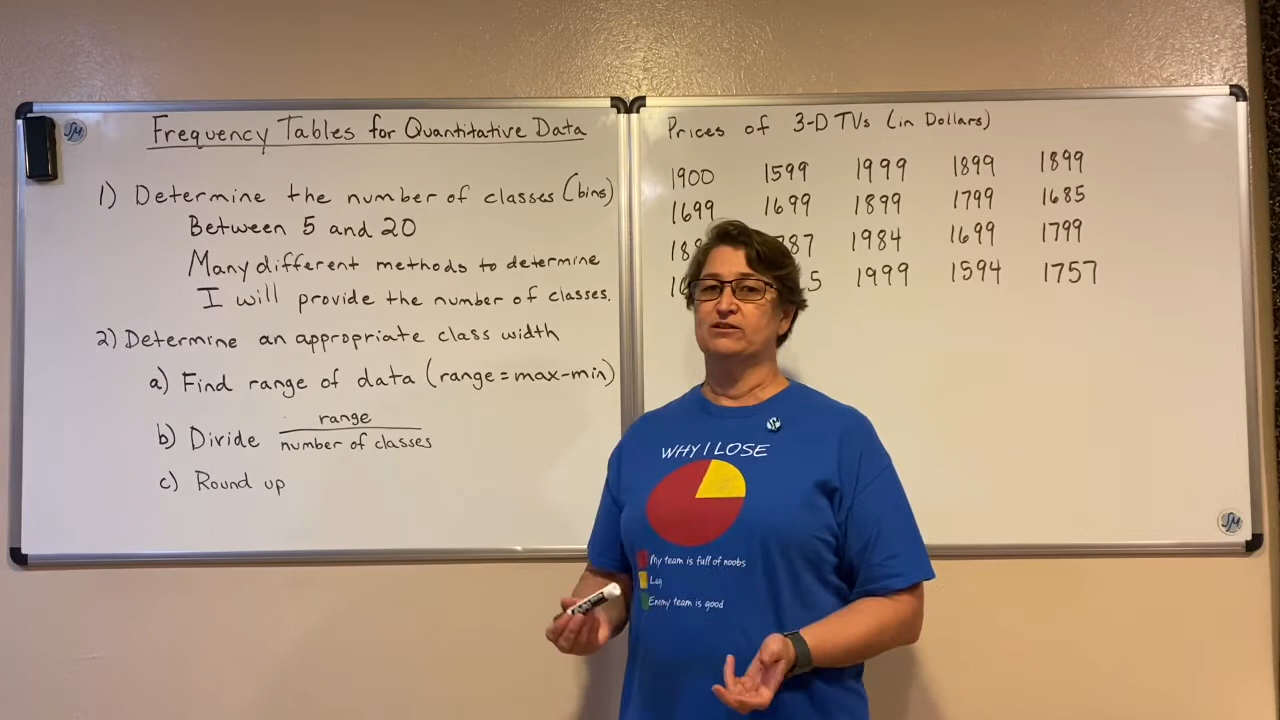 Frequency Tables for Quantitative Data
1) Determine the number of classes (bins)
Between 5 and 20
Many different methods to determine
I will provide the number of classes.
2) Determine an appropriate class width
a) Find range of data (range = max-min)
b) Divide range
number of classes
c) Round up
Prices of 3-D TVs (in Dollars)
1900 1599 1999 1899 1899
1699 1699 1899 1799 1685
1984 1699 1799
1999 1594 1757
WHY I LOSE
My team is full of noobs
Lag
Enemy team is good
SM
SM